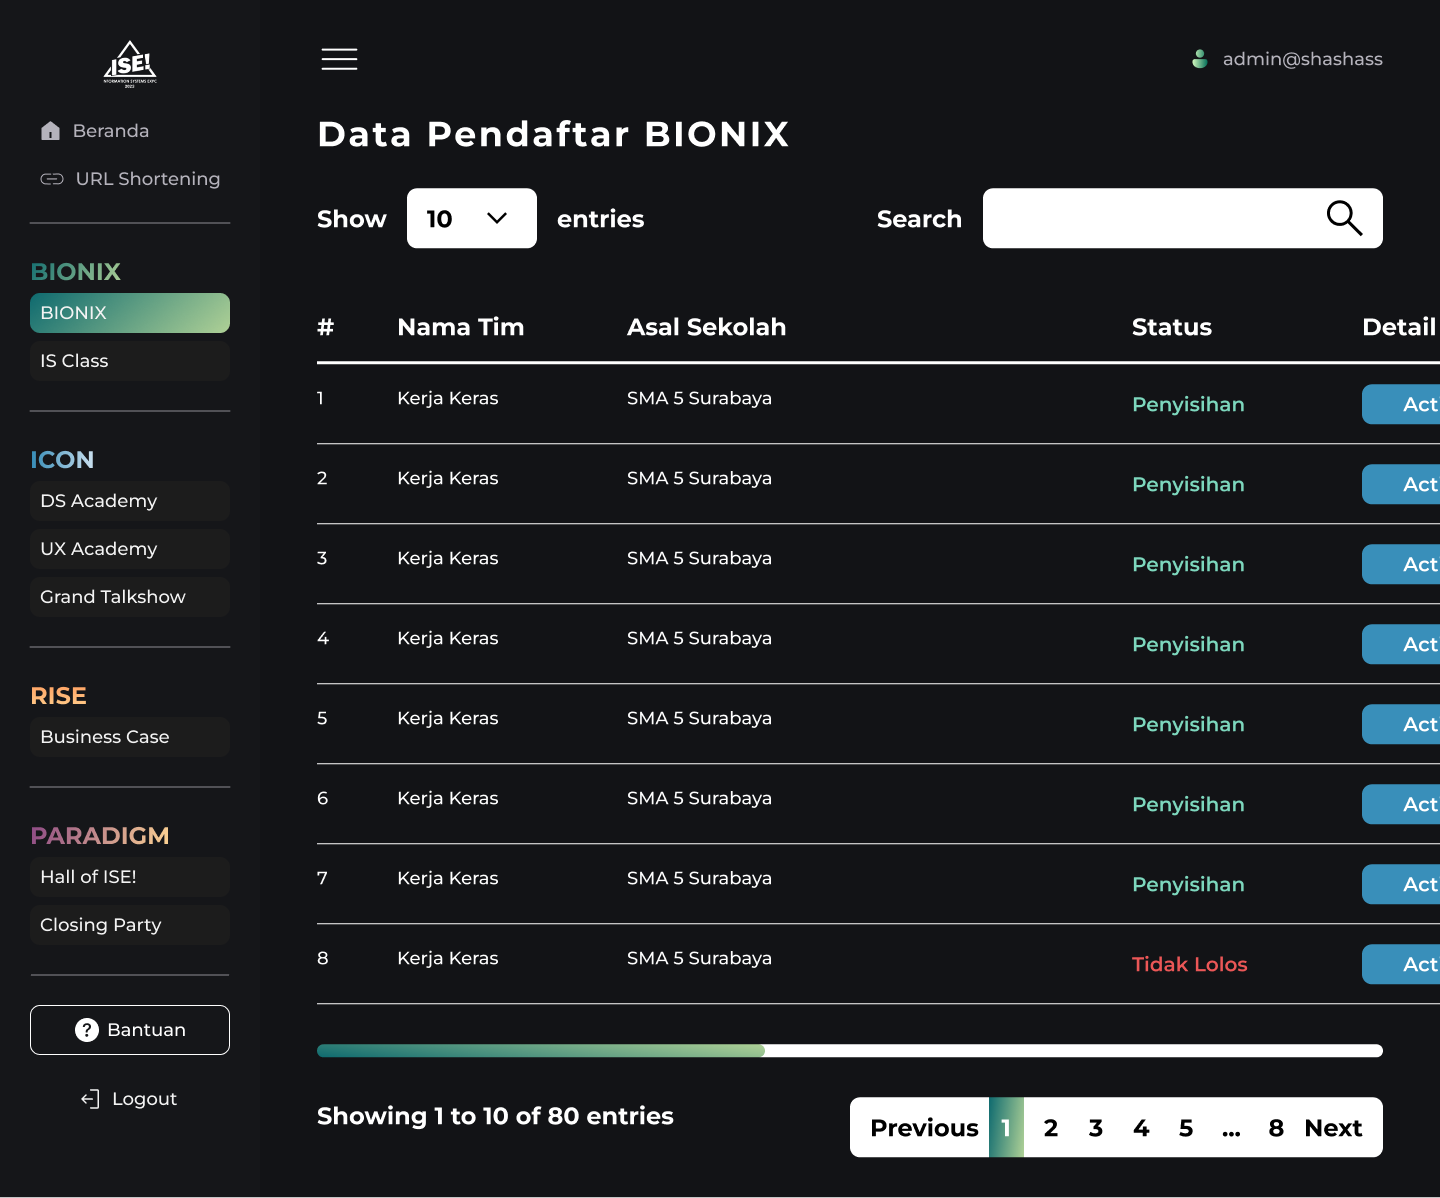 ISE!
INFORMATION SYSTEMS EXPO
2023
Beranda
URL Shortening
BIONIX
BIONIX
IS Class
ICON
DS Academy
UX Academy
Grand Talkshow
RISE
Business Case
PARADIGM
Hall of ISE!
Closing Party
Bantuan
Logout
admin@shashass
Data Pendaftar BIONIX
Show 10 entries
Search
# Nama Tim Asal Sekolah Status Detail
1 Kerja Keras SMA 5 Surabaya Penyisihan Act
2 Kerja Keras SMA 5 Surabaya Penyisihan Act
3 Kerja Keras SMA 5 Surabaya Penyisihan Act
4 Kerja Keras SMA 5 Surabaya Penyisihan Act
5 Kerja Keras SMA 5 Surabaya Penyisihan Act
6 Kerja Keras SMA 5 Surabaya Penyisihan Act
7 Kerja Keras SMA 5 Surabaya Penyisihan Act
8 Kerja Keras SMA 5 Surabaya Tidak Lolos Act
Showing 1 to 10 of 80 entries
Previous 1 2 3 4 5 ... 8 Next